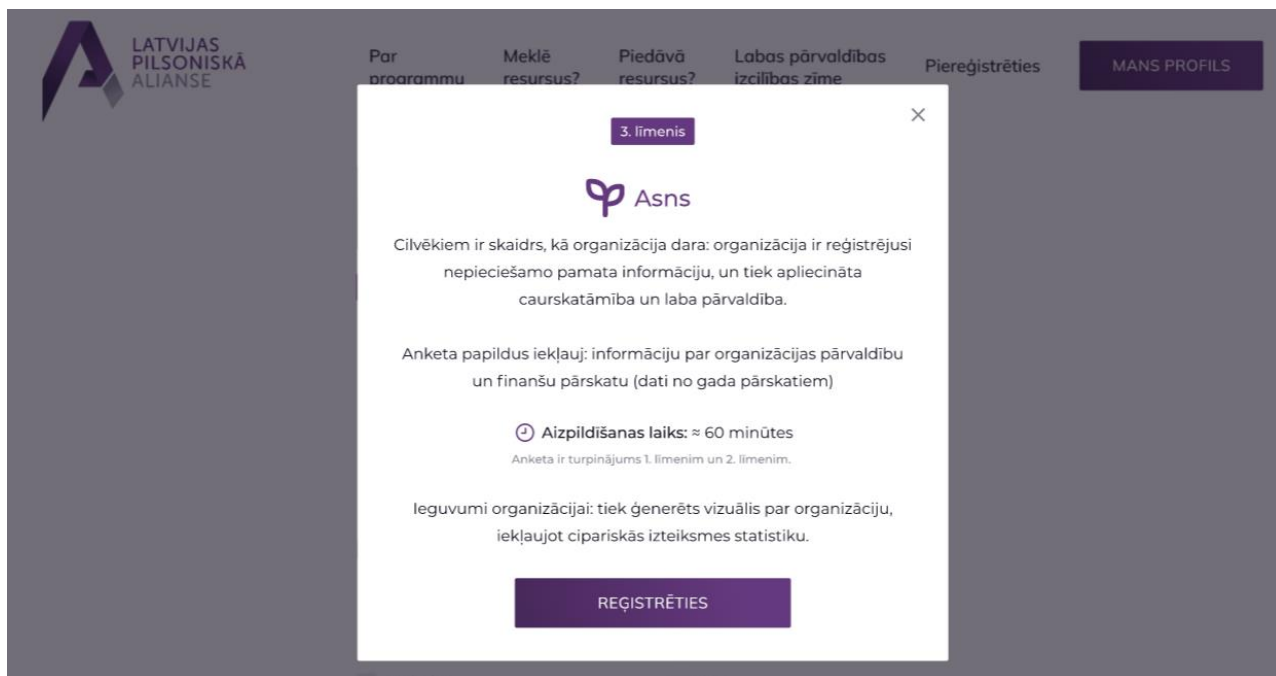 LATVIJAS
PILSONISKĀ
ALIANSE
Par
programmu
Meklē
resursus?
Piedāvā
resursus?
Labas pārvaldības
izcilības zīme
Piereģistrēties
MANS PROFILS
3. līmenis
Asns
Cilvēkiem ir skaidrs, kā organizācija dara: organizācija ir reģistrējusi
nepieciešamo pamata informāciju, un tiek apliecināta
caurskatāmība un laba pārvaldība.
Anketa papildus iekļauj: informāciju par organizācijas pārvaldību
un finanšu pārskatu (dati no gada pārskatiem)
Aizpildīšanas laiks: ≈ 60 minūtes
Anketa ir turpinājums 1. līmenim un 2. līmenim.
Ieguvumi organizācijai: tiek ģenerēts vizuālis par organizāciju,
iekļaujot cipariskās izteiksmes statistiku.
REĢISTRĒTIES